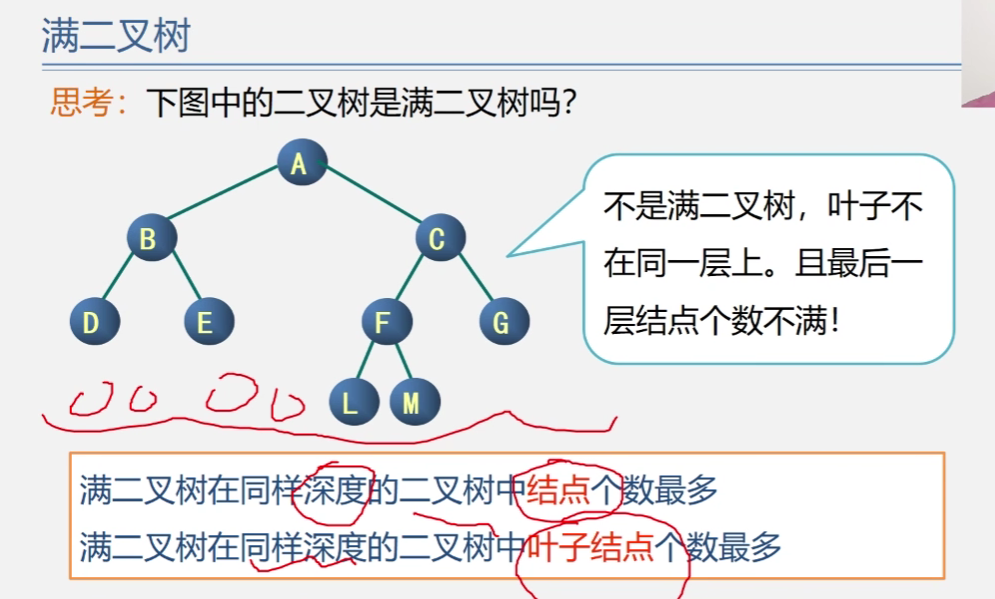 满二叉树
思考：下图中的二叉树是满二叉树吗？
A
B
C
D
E
F
G
L
M
不是满二叉树，叶子不
在同一层上。且最后一
层结点个数不满！
满二叉树在同样深度的二叉树中结点个数最多
满二叉树在同样深度的二叉树中叶子结点个数最多